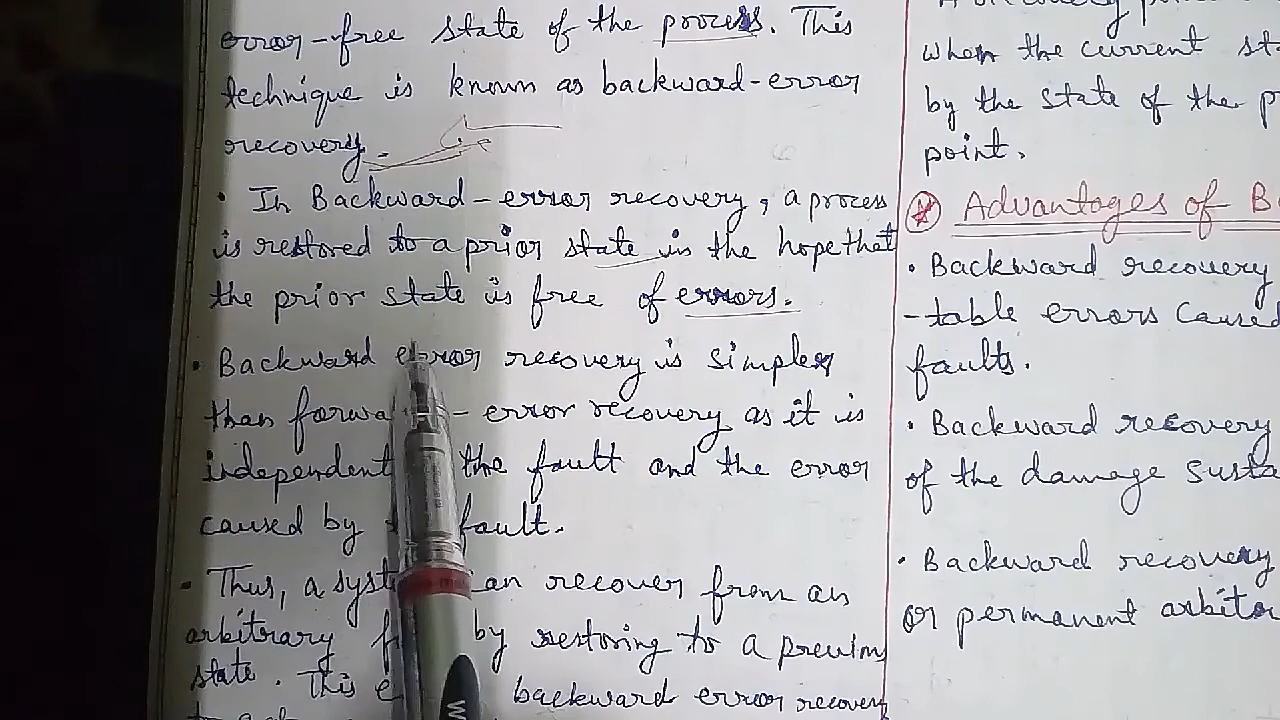 error-free state of the process. This
technique is known as backward-error
recovery.
• In Backward-error recovery, a process
is restored to a prior state in the hope that
the prior state is free of errors.
• Backward error recovery is simpler
than forwa - error recovery as it is
independent the fault and the error
caused by fault.
• Thus, a syst an recover from an
arbitrary f by restoring to a previous
state. This backward error recovery
when the current sta
by the state of the p
point.
Advantages of B
• Backward recovery
-table errors caused
faults.
• Backward recovery
of the damage susta
• Backward recovery
or permanent arbitra